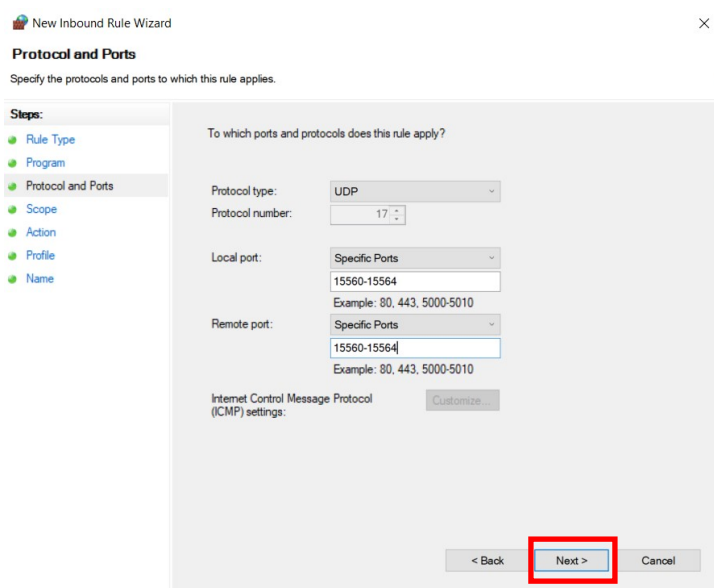 New Inbound Rule Wizard
Protocol and Ports
Specify the protocols and ports to which this rule applies.
Steps:
Rule Type
Program
Protocol and Ports
Scope
Action
Profile
Name
To which ports and protocols does this rule apply?
Protocol type: UDP
Protocol number: 17
Local port: Specific Ports
15560-15564
Example: 80, 443, 5000-5010
Remote port: Specific Ports
15560-15564
Example: 80, 443, 5000-5010
Internet Control Message Protocol
(ICMP) settings:
Customize...
< Back Next > Cancel